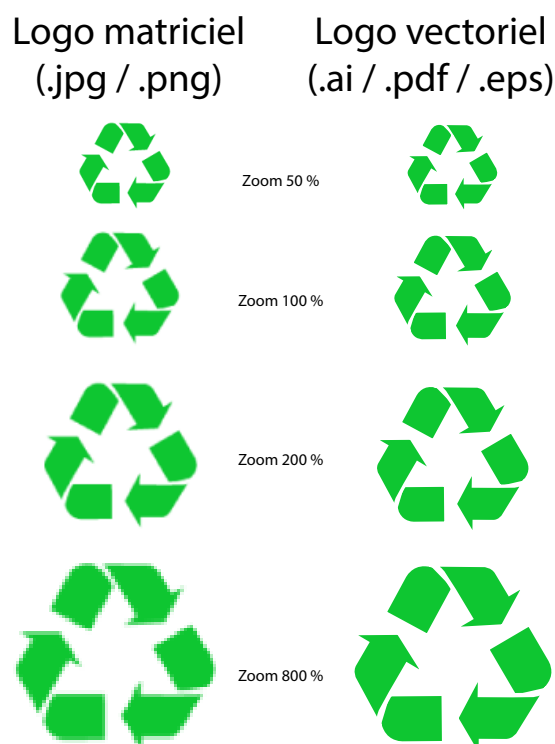 Logo matriciel
(.jpg / .png)
Logo vectoriel
(.ai / .pdf / .eps)
Zoom 50 %
Zoom 100 %
Zoom 200 %
Zoom 800 %